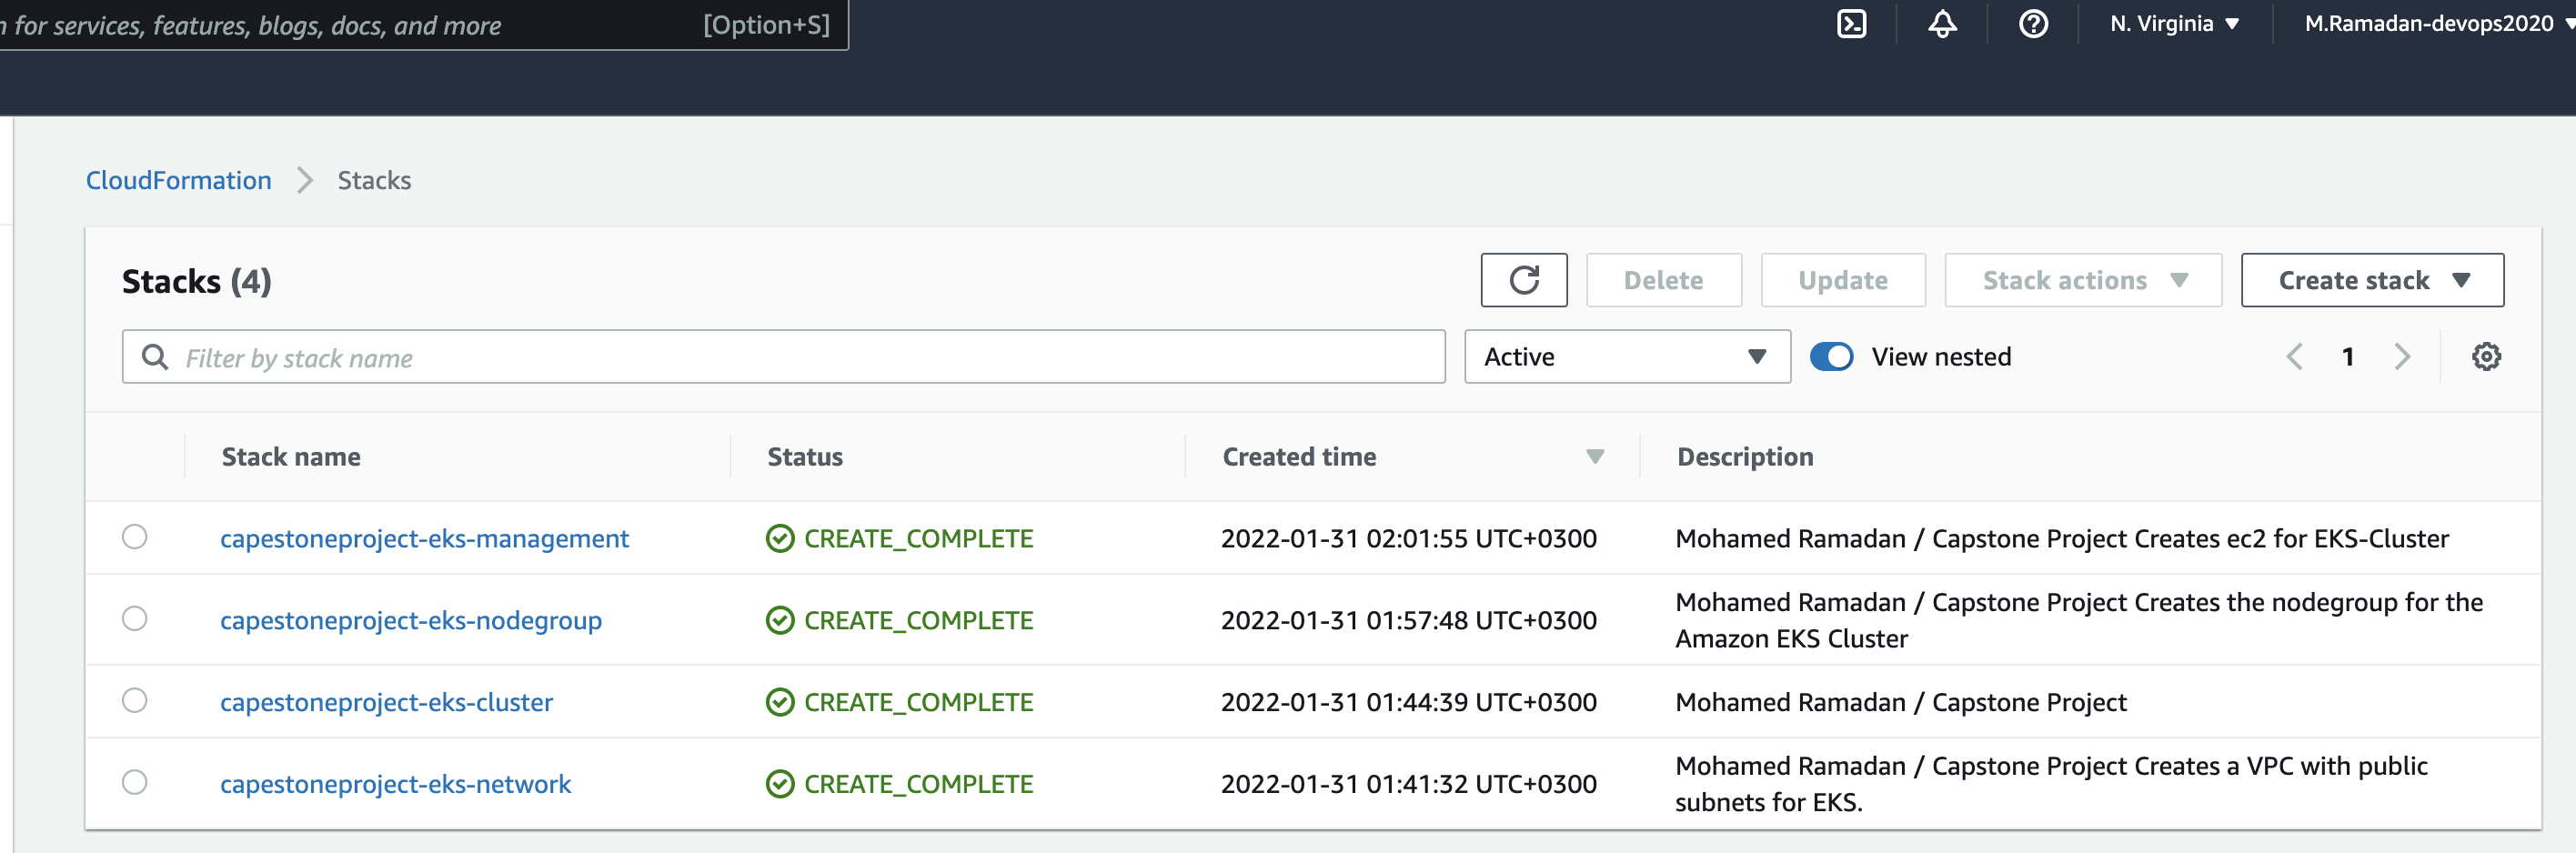 for services, features, blogs, docs, and more [Option+S] N. Virginia M.Ramadan-devops2020
CloudFormation Stacks
Stacks (4) Delete Update Stack actions Create stack
Filter by stack name Active View nested 1
Stack name Status Created time Description
capestoneproject-eks-management CREATE_COMPLETE 2022-01-31 02:01:55 UTC+0300 Mohamed Ramadan / Capstone Project Creates ec2 for EKS-Cluster
capestoneproject-eks-nodegroup CREATE_COMPLETE 2022-01-31 01:57:48 UTC+0300 Mohamed Ramadan / Capstone Project Creates the nodegroup for the
Amazon EKS Cluster
capestoneproject-eks-cluster CREATE_COMPLETE 2022-01-31 01:44:39 UTC+0300 Mohamed Ramadan / Capstone Project
capestoneproject-eks-network CREATE_COMPLETE 2022-01-31 01:41:32 UTC+0300 Mohamed Ramadan / Capstone Project Creates a VPC with public
subnets for EKS.